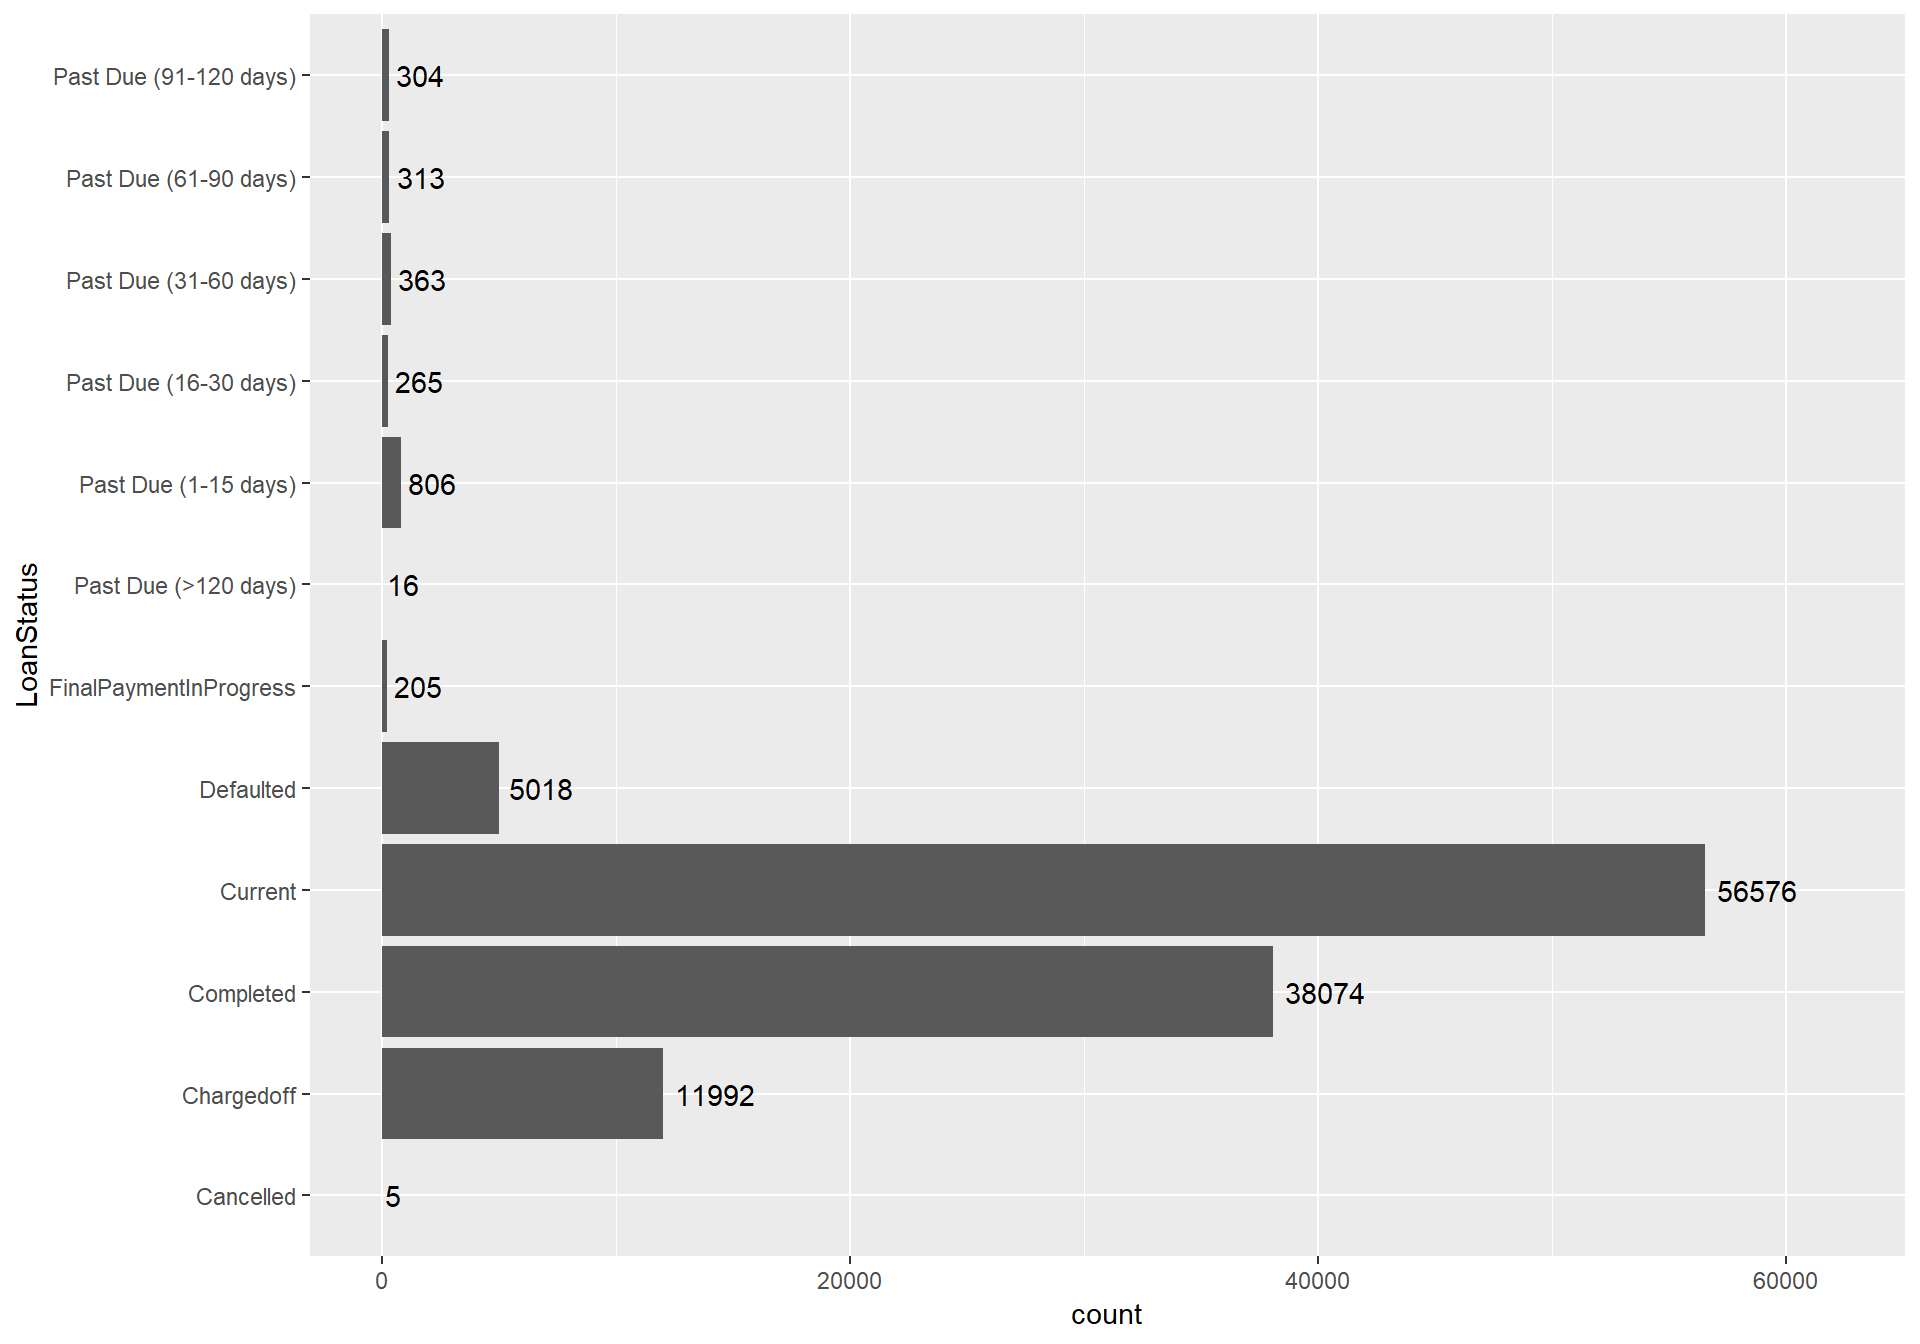 Past Due (91-120 days)
304
Past Due (61-90 days)
313
Past Due (31-60 days)
363
Past Due (16-30 days)
265
Past Due (1-15 days)
806
Past Due (>120 days)
16
FinalPaymentInProgress
205
Defaulted
5018
Current
56576
Completed
38074
Chargedoff
11992
Cancelled
5
LoanStatus
0
20000
40000
60000
count